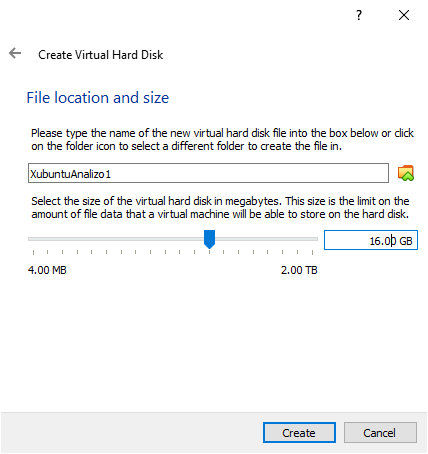 ?
Create Virtual Hard Disk
File location and size
Please type the name of the new virtual hard disk file into the box below or click
on the folder icon to select a different folder to create the file in.
XubuntuAnalizo1
Select the size of the virtual hard disk in megabytes. This size is the limit on the
amount of file data that a virtual machine will be able to store on the hard disk.
16.00 GB
4.00 MB 2.00 TB
Create Cancel